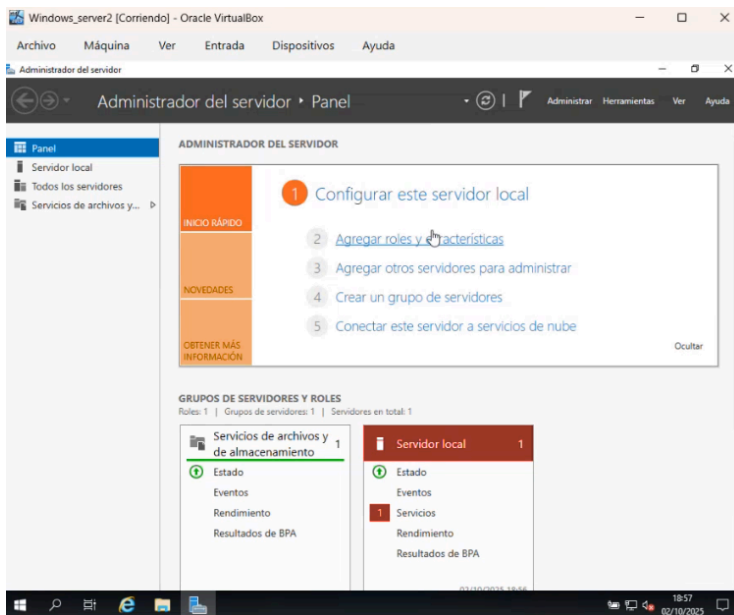 Windows_server2 [Corriendo] - Oracle VirtualBox
Archivo Máquina Ver Entrada Dispositivos Ayuda
Administrador del servidor
Administrador del servidor ‣ Panel
Administrar Herramientas Ver Ayuda
Panel
Servidor local
Todos los servidores
Servicios de archivos y...
ADMINISTRADOR DEL SERVIDOR
INICIO RÁPIDO
NOVEDADES
OBTENER MÁS
INFORMACIÓN
1 Configurar este servidor local
2 Agregar roles y características
3 Agregar otros servidores para administrar
4 Crear un grupo de servidores
5 Conectar este servidor a servicios de nube
Ocultar
GRUPOS DE SERVIDORES Y ROLES
Roles: 1 | Grupos de servidores: 1 | Servidores en total: 1
Servicios de archivos y
de almacenamiento
1
Estado
Eventos
Rendimiento
Resultados de BPA
Servidor local 1
Estado
Eventos
1 Servicios
Rendimiento
Resultados de BPA
02/10/2025 18:56
18:57
02/10/2025